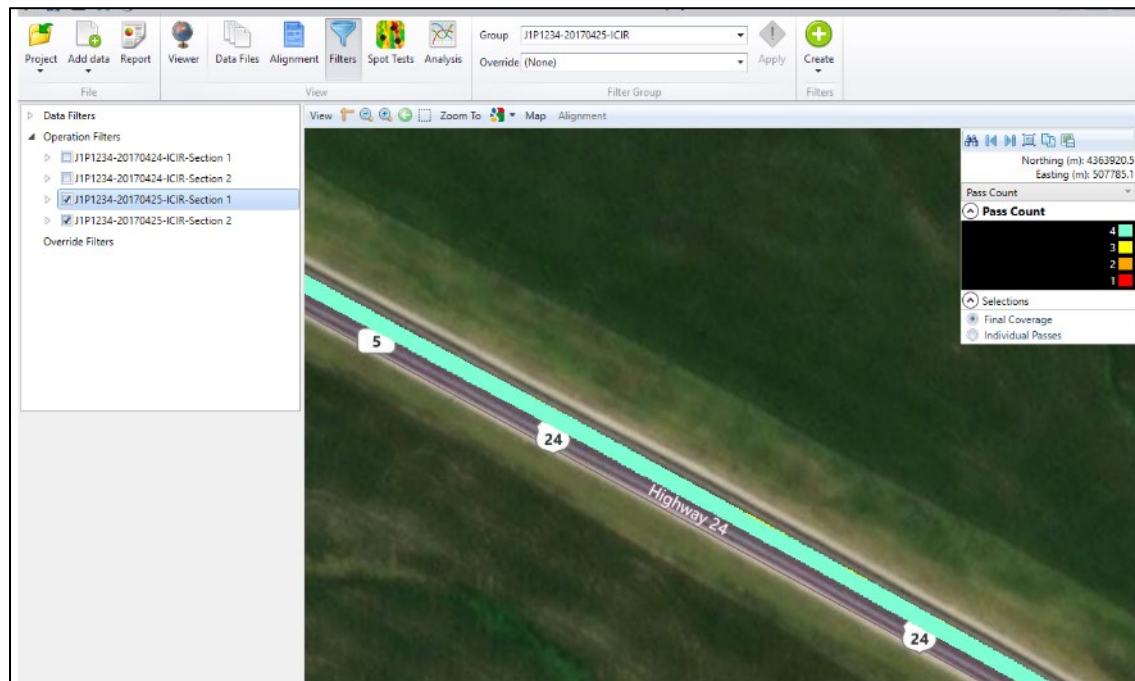 Project Add data Report Viewer Data Files Alignment Filters Spot Tests Analysis
Group J1P1234-20170425-ICIR
Override (None)
Apply Create
File View Filter Group Filters
Data Filters
Operation Filters
J1P1234-20170424-ICIR-Section 1
J1P1234-20170424-ICIR-Section 2
J1P1234-20170425-ICIR-Section 1
J1P1234-20170425-ICIR-Section 2
Override Filters
View Zoom To Map Alignment
Northing (m): 4363920.5
Easting (m): 507785.1
Pass Count
Pass Count
4
3
2
1
Selections
Final Coverage
Individual Passes
5
24
Highway 24
24